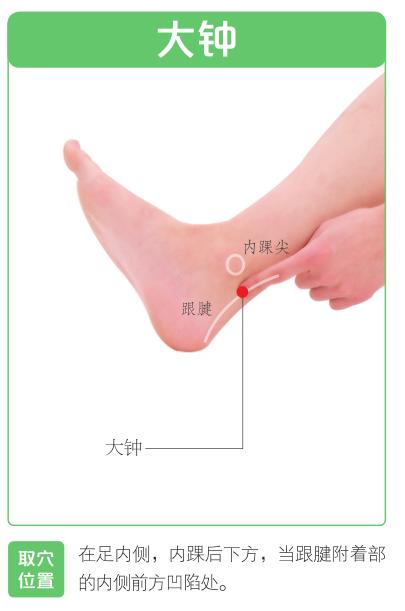 大钟
内踝尖
跟腱
大钟
取穴
位置
在足内侧，内踝后下方，当跟腱附着部
的内侧前方凹陷处。